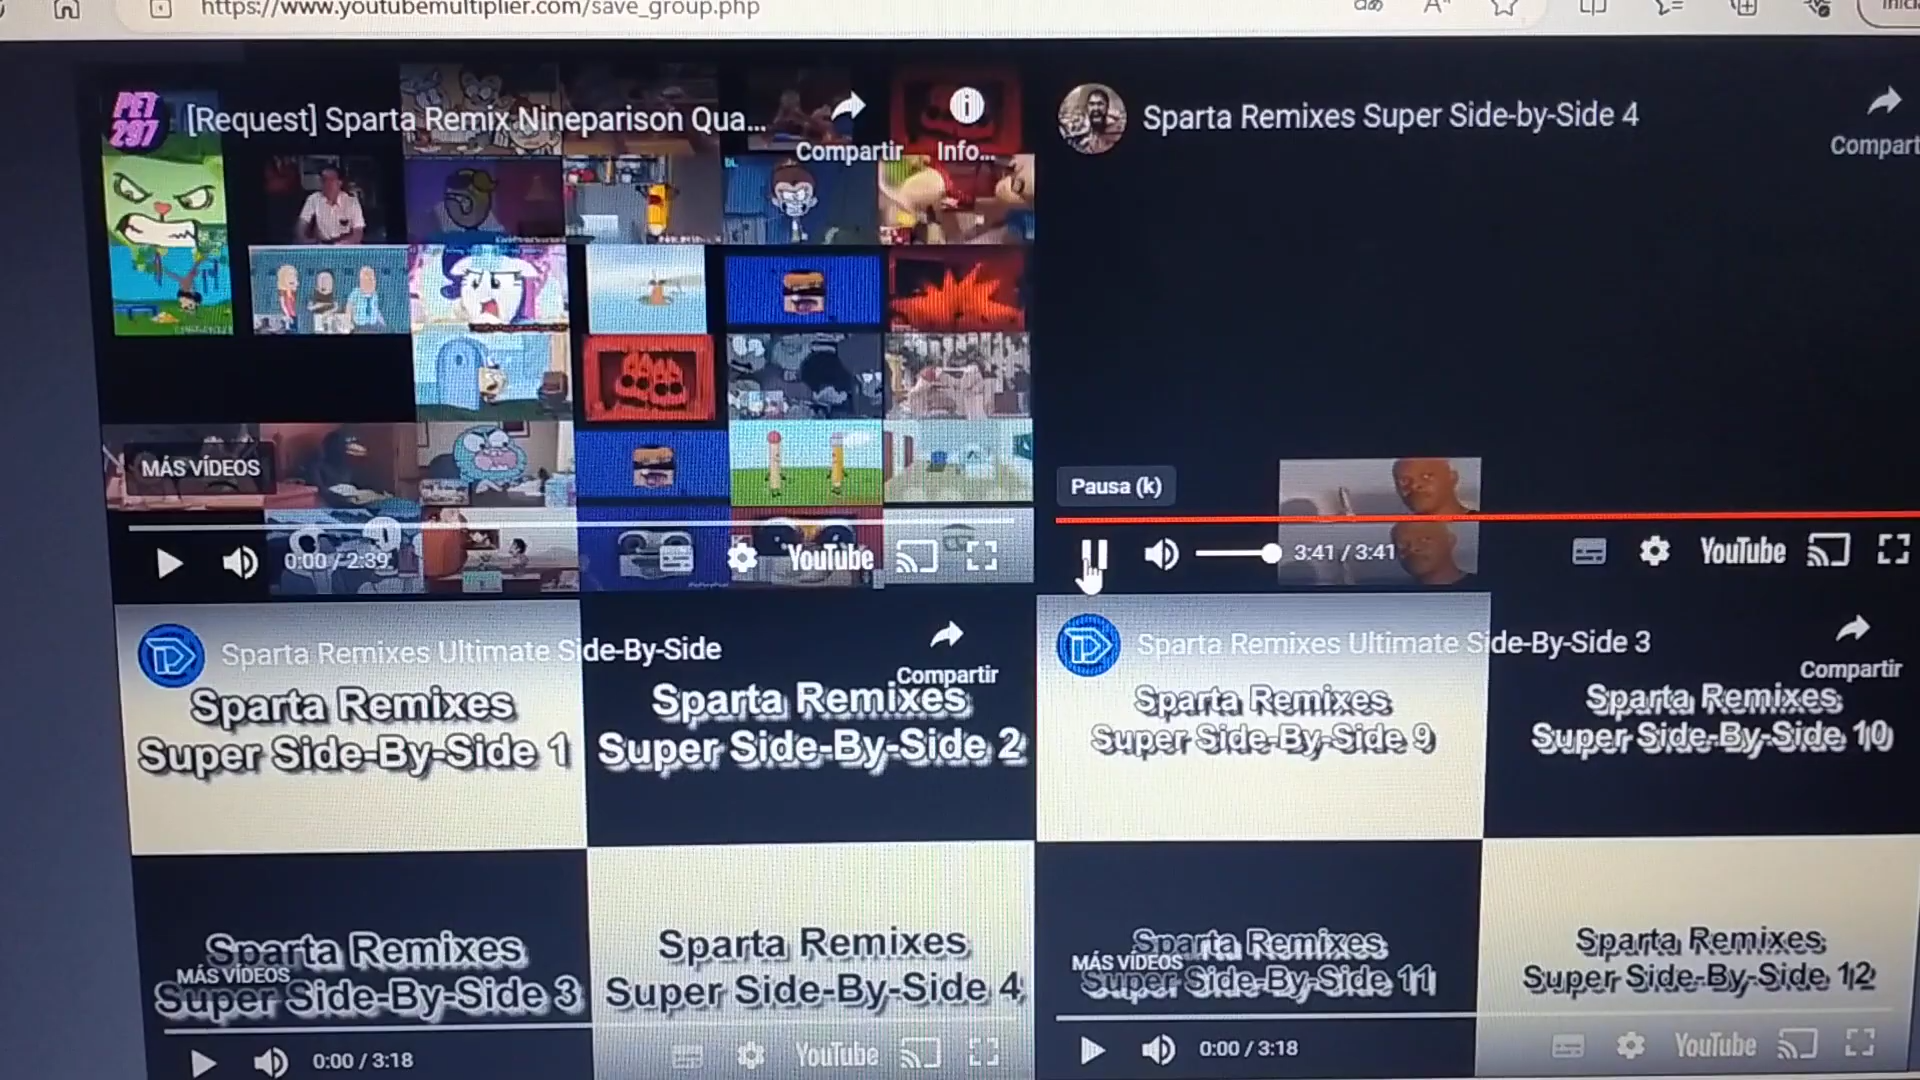 https://www.youtubemultiplier.com/save_group.php
PET
297
[Request] Sparta Remix Nineparison Qua...
Compartir
Info...
MÁS VÍDEOS
0:00 / 2:39
YouTube
Sparta Remixes Super Side-by-Side 4
Compart
Pausa (k)
3:41 / 3:41
YouTube
Sparta Remixes Ultimate Side-By-Side
Compartir
Sparta Remixes
Super Side-By-Side 1
Sparta Remixes
Super Side-By-Side 2
Sparta Remixes
Super Side-By-Side 3
Sparta Remixes
Super Side-By-Side 4
MÁS VÍDEOS
0:00 / 3:18
YouTube
Sparta Remixes Ultimate Side-By-Side 3
Compartir
Sparta Remixes
Super Side-By-Side 9
Sparta Remixes
Super Side-By-Side 10
Sparta Remixes
Super Side-By-Side 11
Sparta Remixes
Super Side-By-Side 12
MÁS VÍDEOS
0:00 / 3:18
YouTube